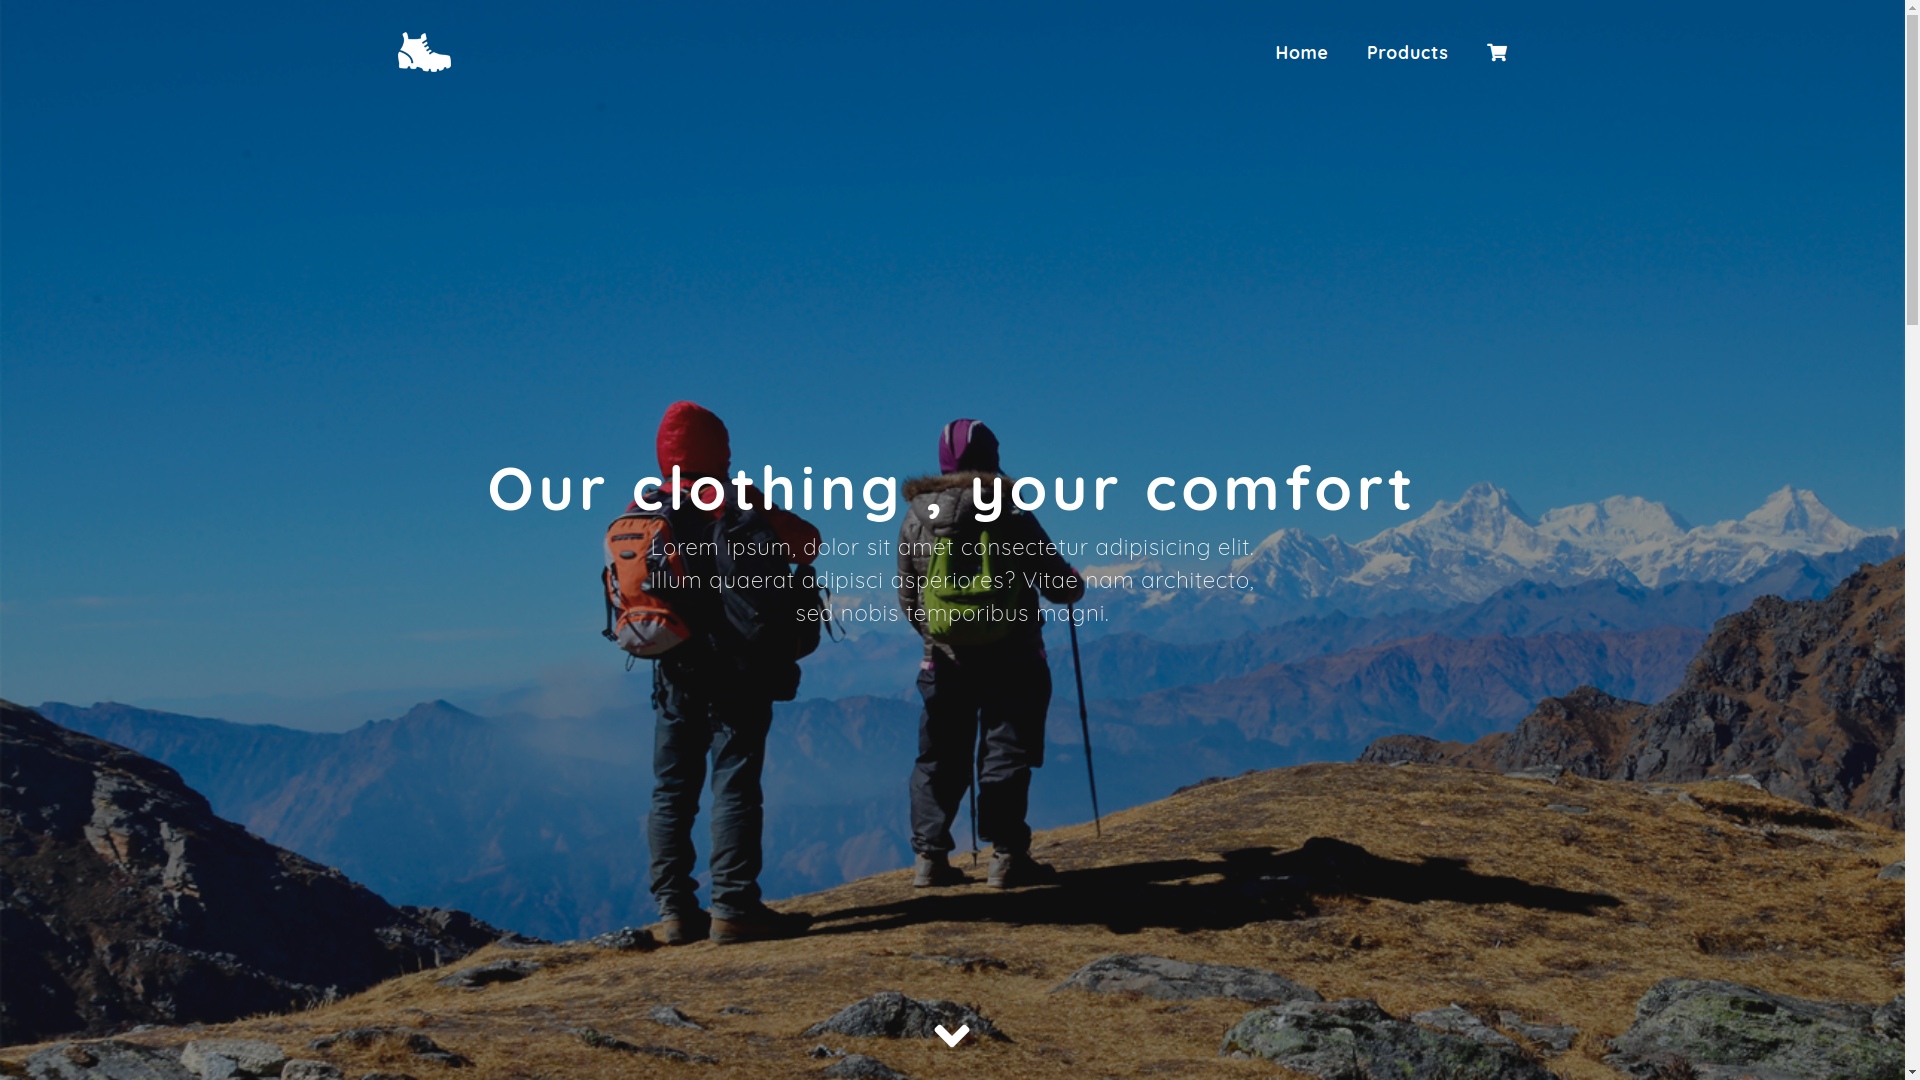 Home Products
Our clothing , your comfort
Lorem ipsum, dolor sit amet consectetur adipisicing elit.
Illum quaerat adipisci asperiores? Vitae nam architecto,
sed nobis temporibus magni.